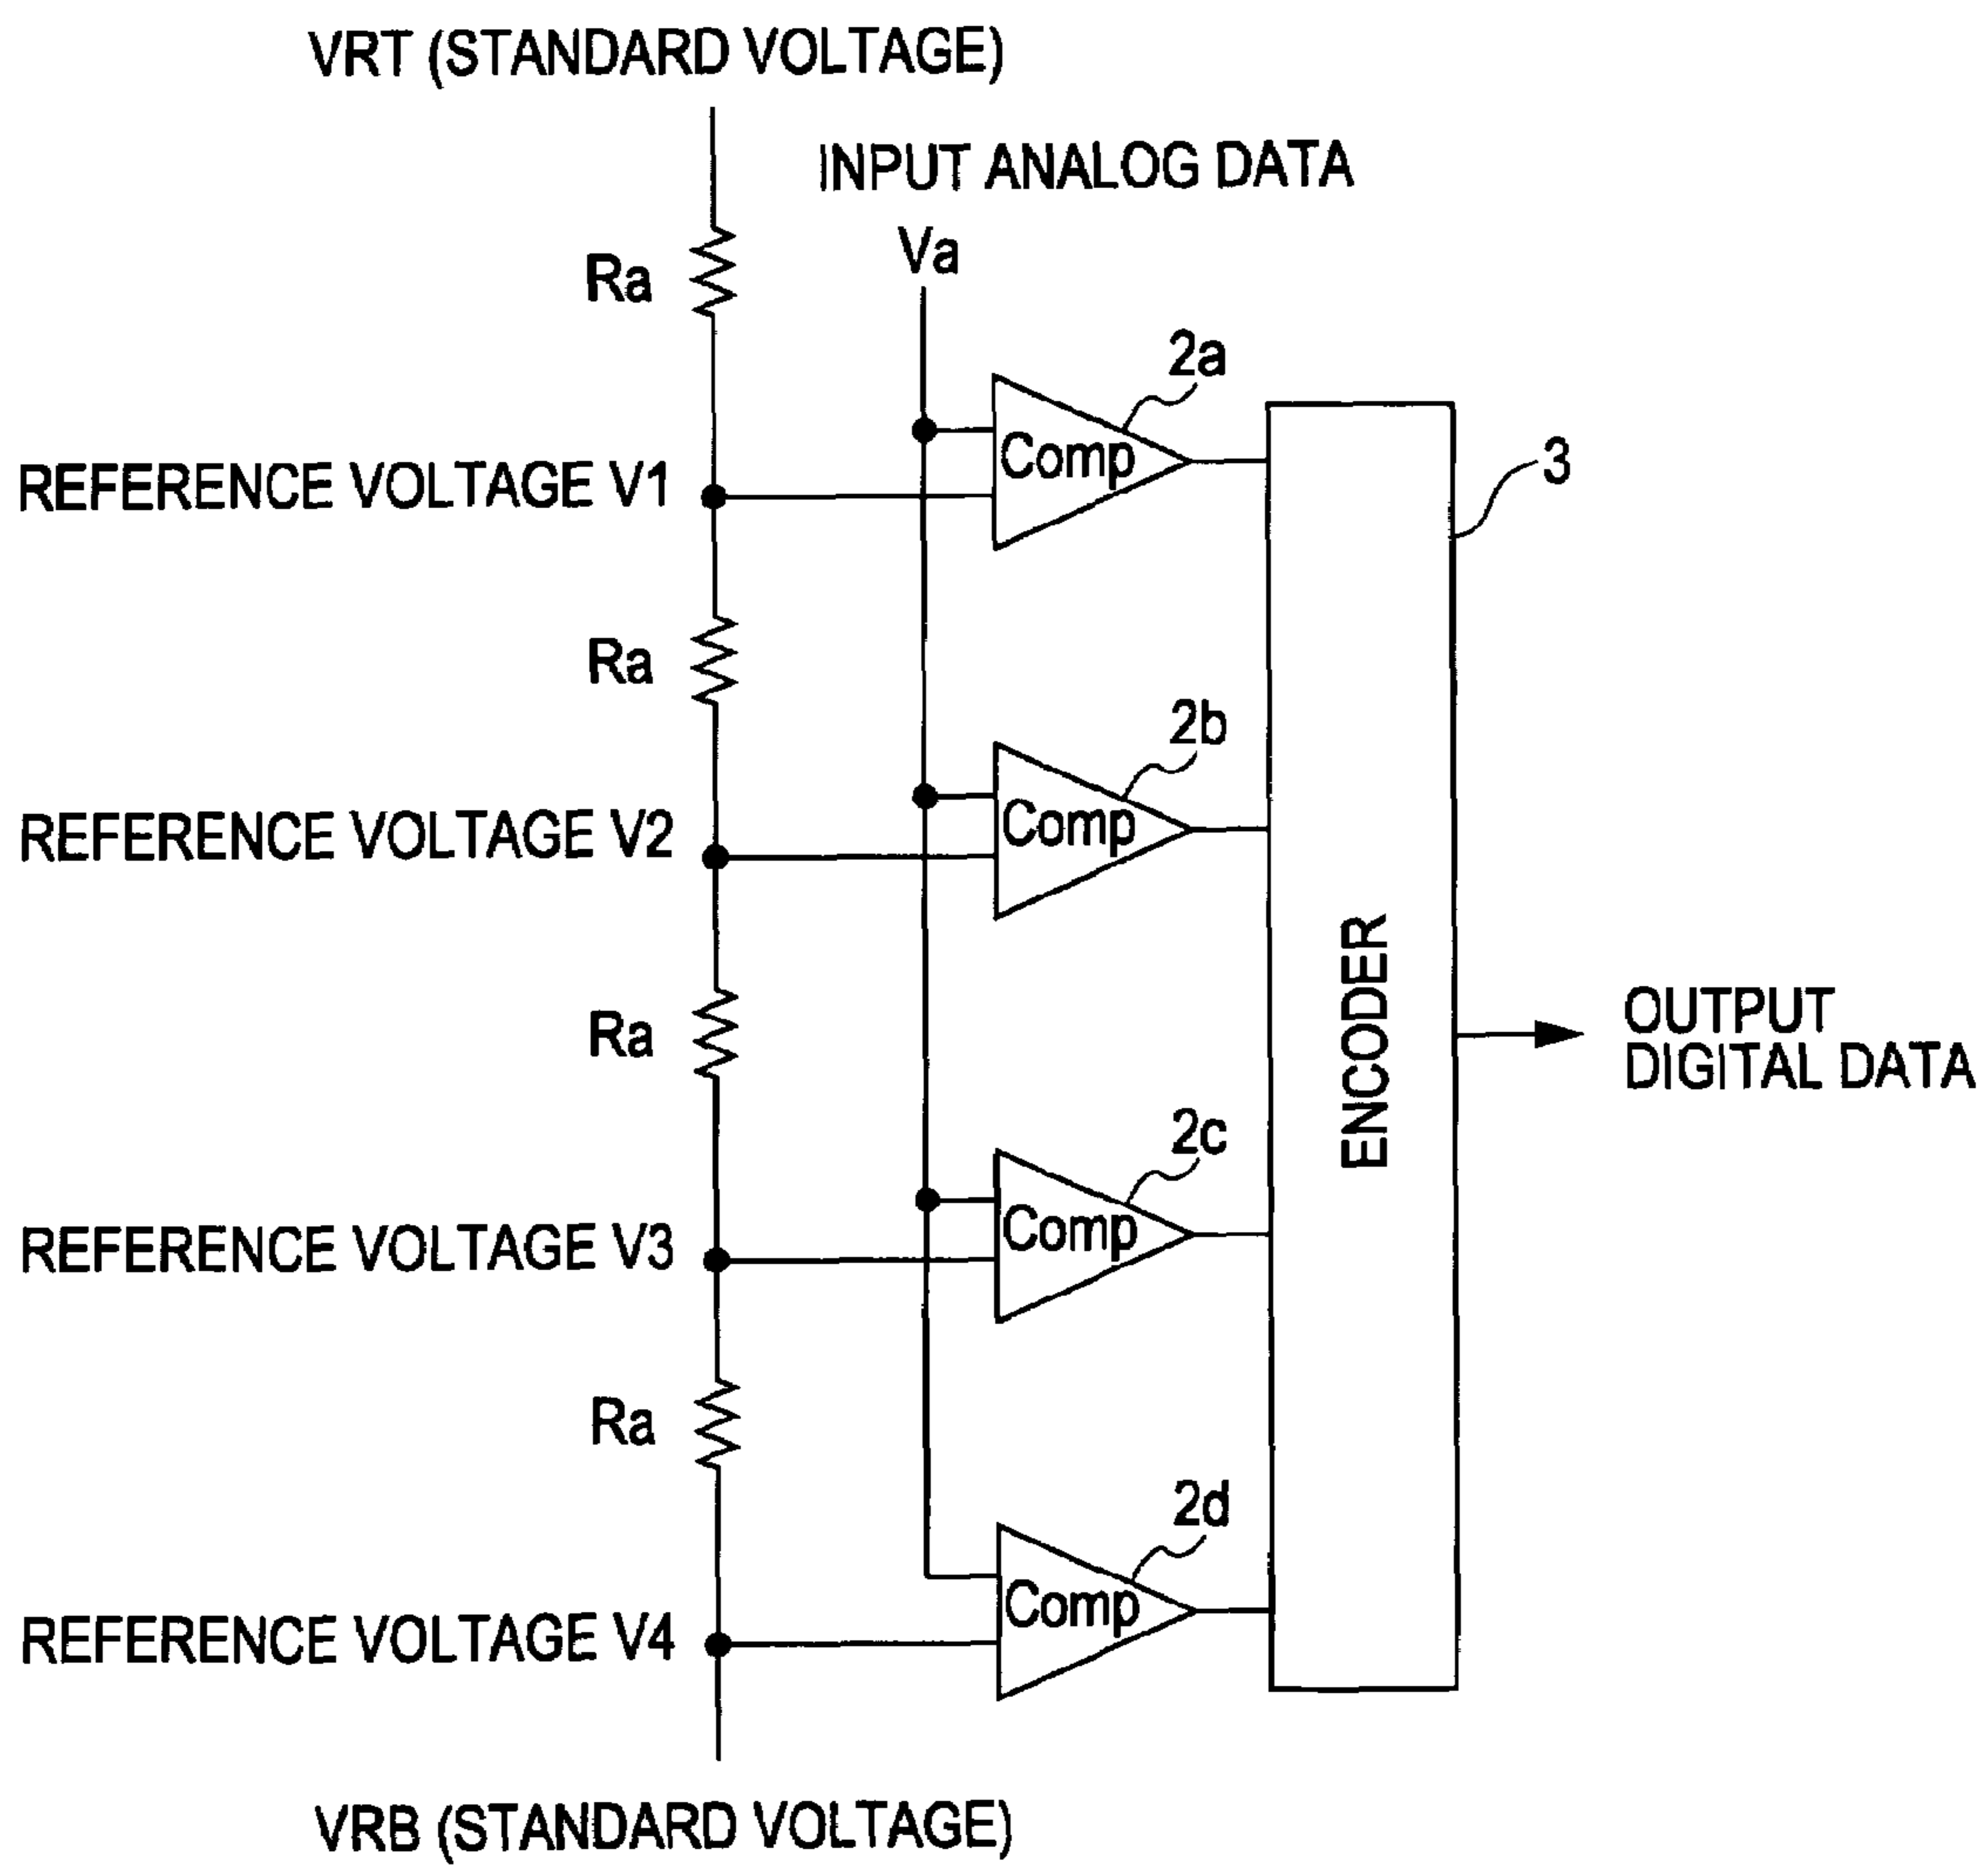 VRT (STANDARD VOLTAGE)
INPUT ANALOG DATA
Va
Ra
2a
Comp
3
REFERENCE VOLTAGE V1
Ra
2b
Comp
REFERENCE VOLTAGE V2
ENCODER
Ra
OUTPUT
DIGITAL DATA
2c
Comp
REFERENCE VOLTAGE V3
Ra
2d
Comp
REFERENCE VOLTAGE V4
VRB (STANDARD VOLTAGE)